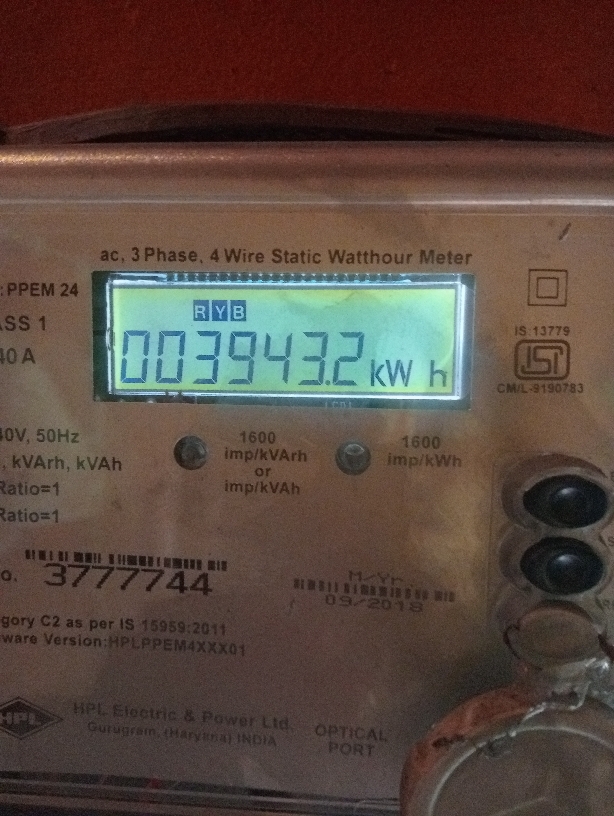 ac, 3 Phase, 4 Wire Static Watthour Meter
: PPEM 24
ASS 1
40 A
RYB
003943.2 kW h
IS 13779
ISI
CM/L-9190783
40V, 50Hz
, kVArh, kVAh
Ratio=1
Ratio=1
1600
imp/kVArh
or
imp/kVAh
1600
imp/kWh
o. 3777744
M/Yr
09/2018
gory C2 as per IS 15959:2011
ware Version:HPLPPEM4XXX01
HPL
HPL Electric & Power Ltd.
Gurugram, (Haryana) INDIA
OPTICAL
PORT